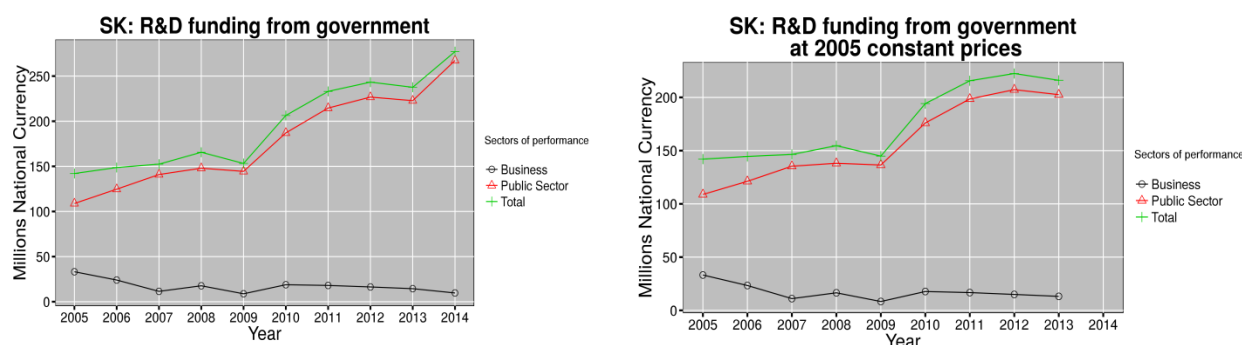 SK: R&D funding from government
Millions National Currency
250
200
150
100
50
0
2005 2006 2007 2008 2009 2010 2011 2012 2013 2014
Year
Sectors of performance
Business
Public Sector
Total
SK: R&D funding from government
at 2005 constant prices
Millions National Currency
200
150
100
50
0
2005 2006 2007 2008 2009 2010 2011 2012 2013 2014
Year
Sectors of performance
Business
Public Sector
Total